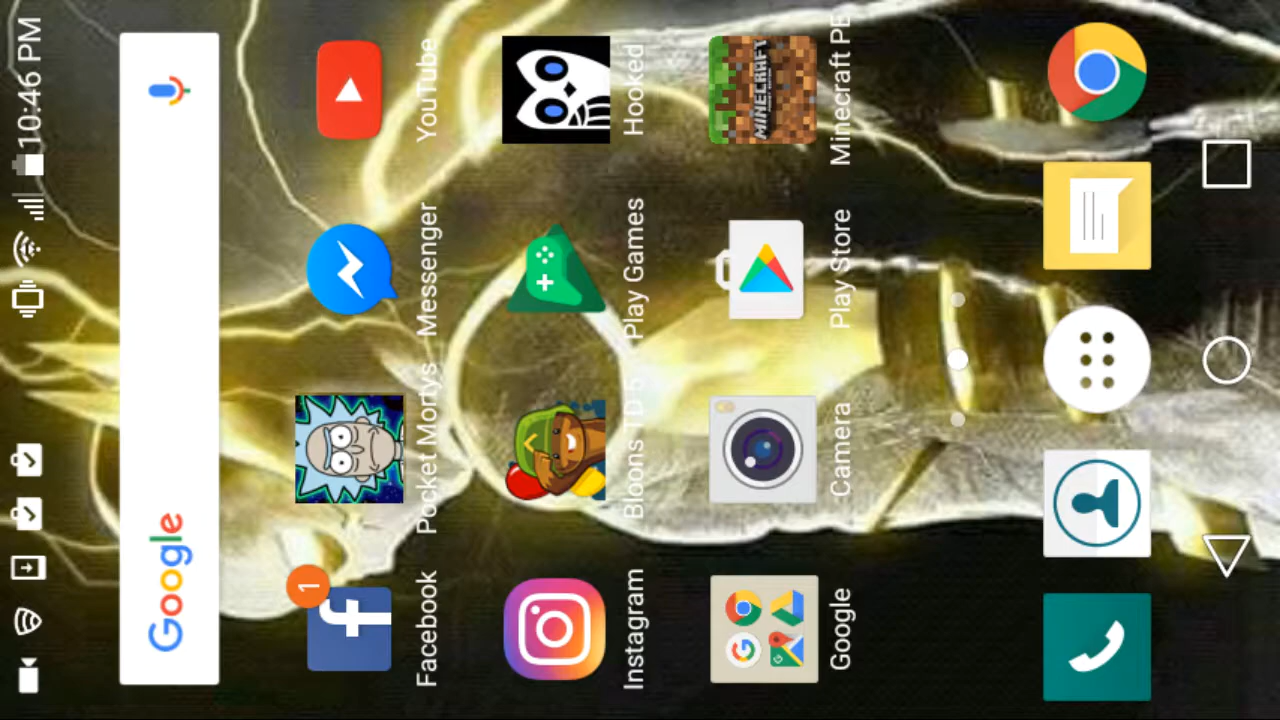 10:46 PM
Google
1
Facebook
Pocket Mortys
Messenger
YouTube
Instagram
Bloons TD 5
Play Games
Hooked
MINECRAFT
Google
Camera
Play Store
Minecraft PE